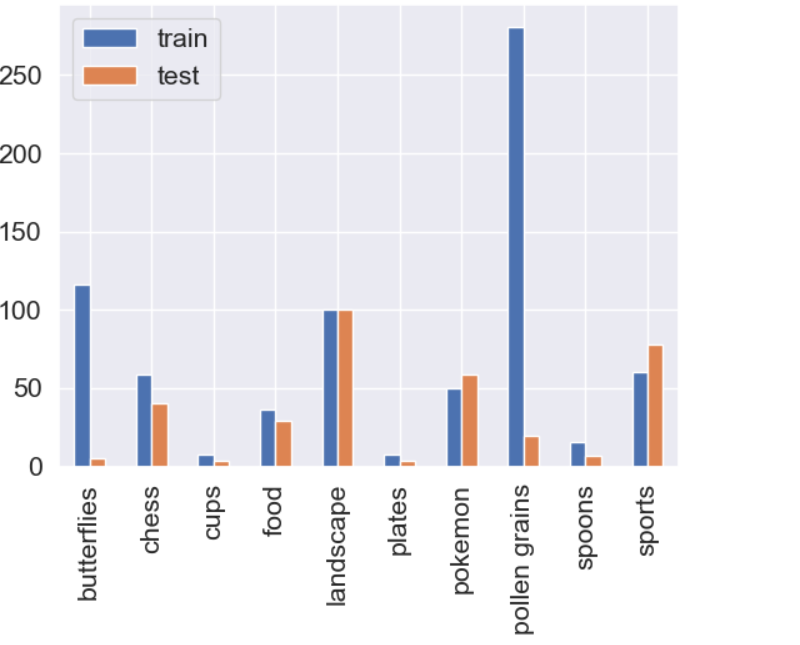 train
test
250
200
150
100
50
0
butterflies
chess
cups
food
landscape
plates
pokemon
pollen grains
spoons
sports